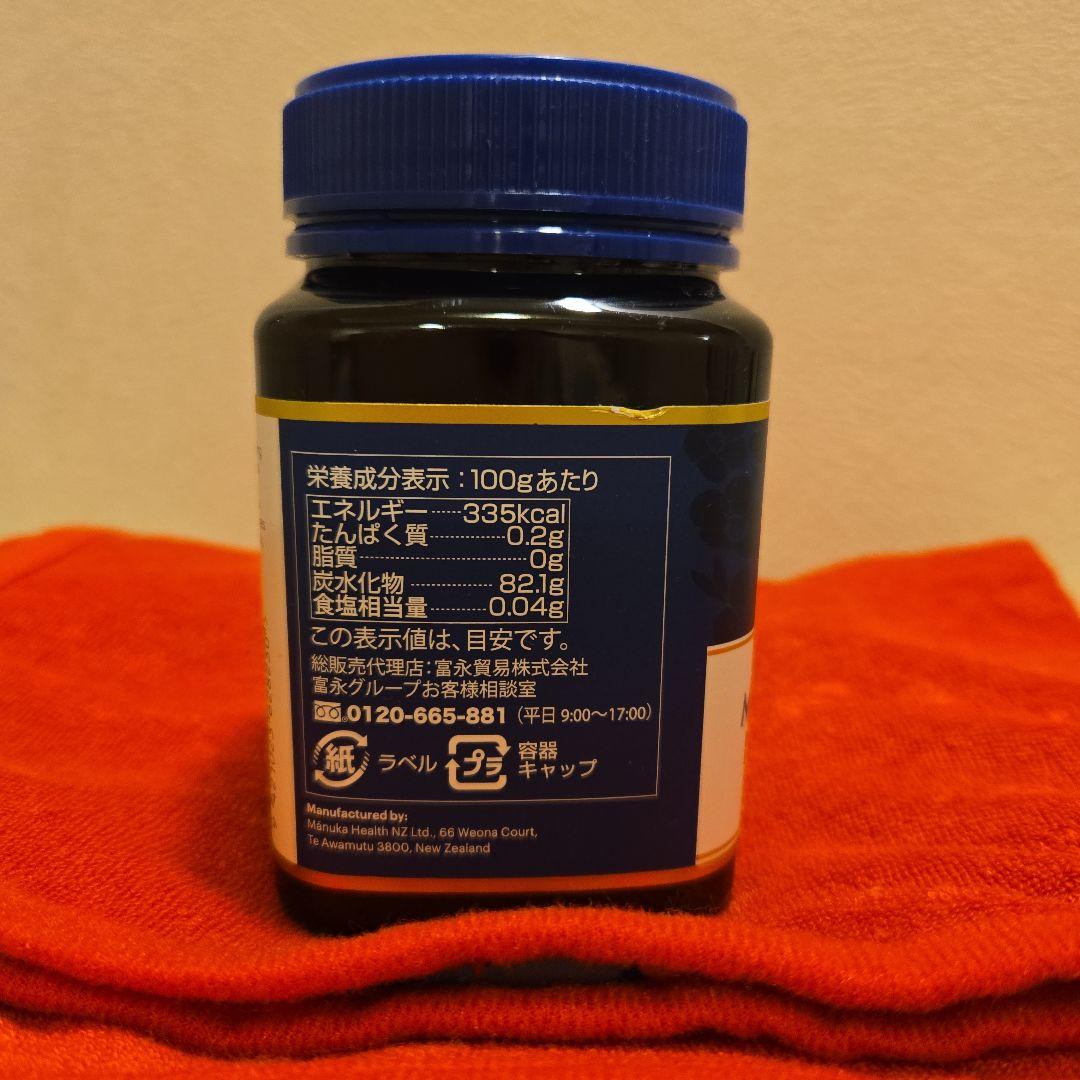 栄養成分表示：100gあたり
エネルギー……335kcal
たんぱく質…………0.2g
脂質……………………0g
炭水化物…………82.1g
食塩相当量………0.04g
この表示値は、目安です。
総販売代理店：富永貿易株式会社
富永グループお客様相談室
0120-665-881（平日9:00〜17:00）
紙 ラベル プラ 容器
キャップ
Manufactured by:
Mānuka Health NZ Ltd., 66 Weona Court,
Te Awamutu 3800, New Zealand